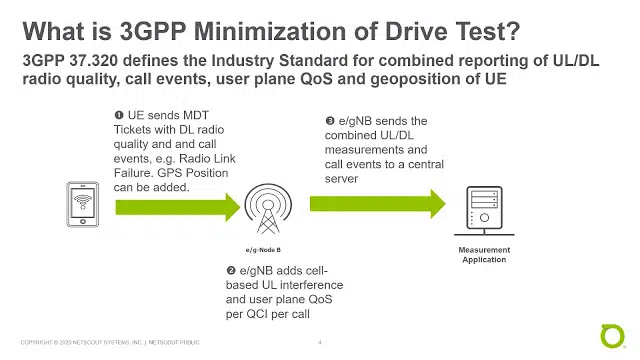 What is 3GPP Minimization of Drive Test?
3GPP 37.320 defines the Industry Standard for combined reporting of UL/DL
radio quality, call events, user plane QoS and geoposition of UE
❶ UE sends MDT
Tickets with DL radio
quality and and call
events, e.g. Radio Link
Failure. GPS Position
can be added.
❸ e/gNB sends the
combined UL/DL
measurements and
call events to a central
server
e/g-Node B
Measurement
Application
❷ e/gNB adds cell-
based UL interference
and user plane QoS
per QCI per call
COPYRIGHT © 2020 NETSCOUT SYSTEMS, INC. | NETSCOUT PUBLIC
4